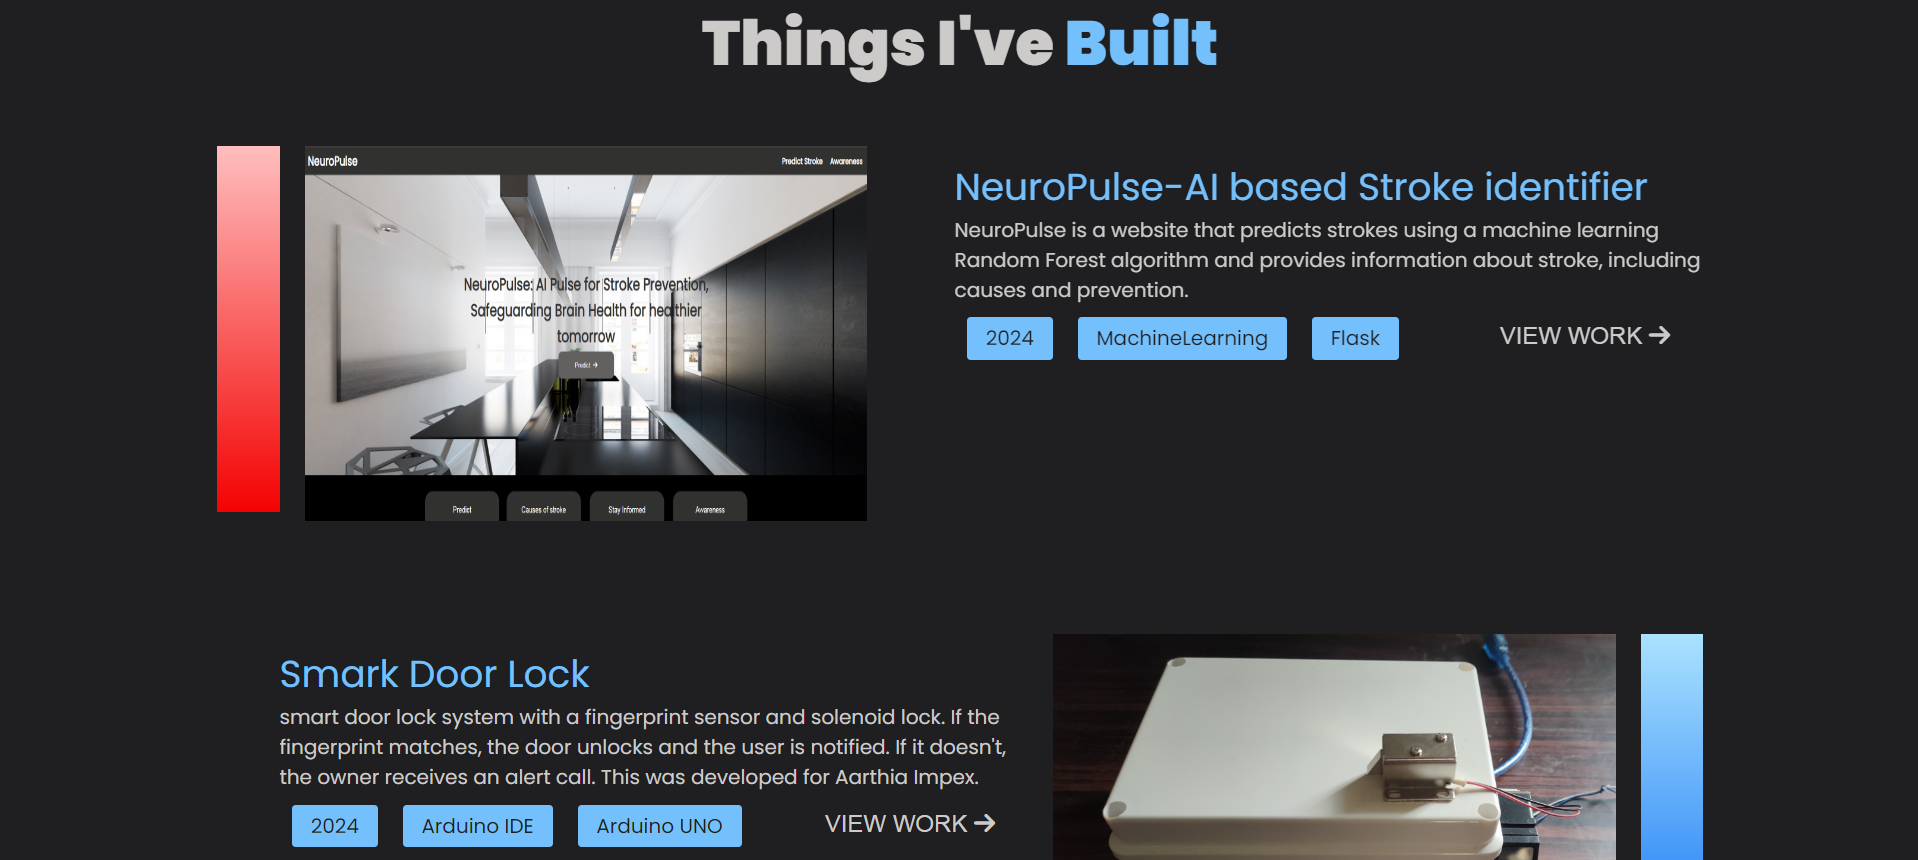 Things I've Built
NeuroPulse
Predict Stroke Awareness
NeuroPulse: AI Pulse for Stroke Prevention,
Safeguarding Brain Health for healthier
tomorrow
Predict →
Predict Causes of stroke Stay Informed Awareness
NeuroPulse-AI based Stroke identifier
NeuroPulse is a website that predicts strokes using a machine learning
Random Forest algorithm and provides information about stroke, including
causes and prevention.
2024 MachineLearning Flask VIEW WORK →
Smark Door Lock
smart door lock system with a fingerprint sensor and solenoid lock. If the
fingerprint matches, the door unlocks and the user is notified. If it doesn't,
the owner receives an alert call. This was developed for Aarthia Impex.
2024 Arduino IDE Arduino UNO VIEW WORK →